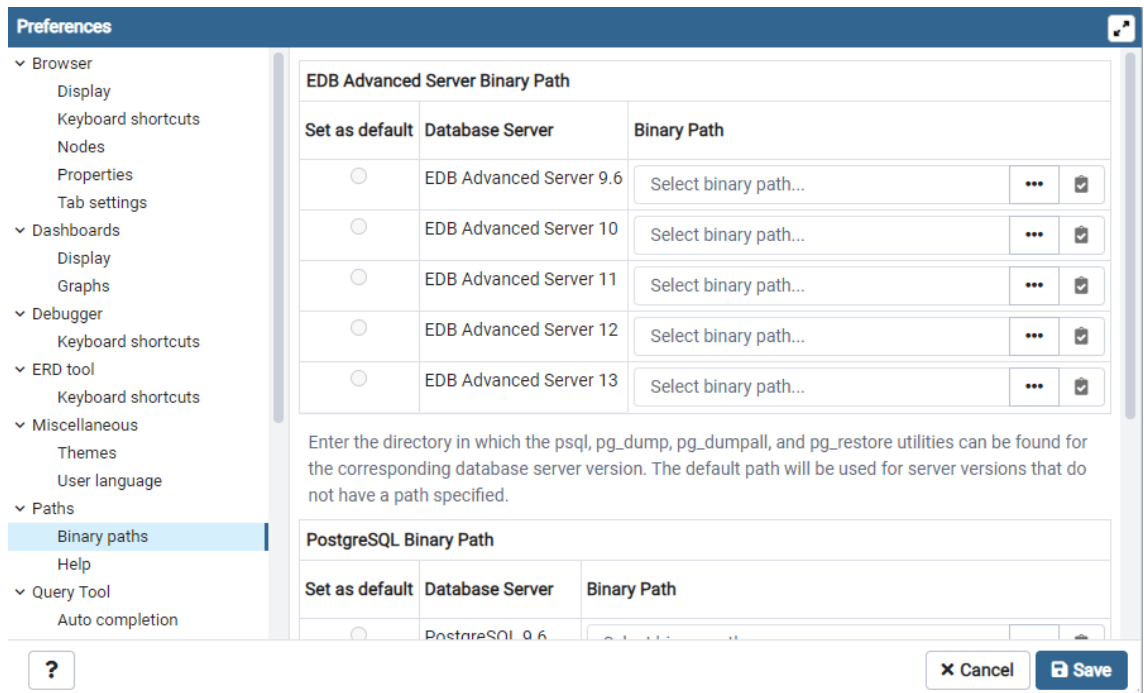 Preferences
Browser
Display
Keyboard shortcuts
Nodes
Properties
Tab settings
Dashboards
Display
Graphs
Debugger
Keyboard shortcuts
ERD tool
Keyboard shortcuts
Miscellaneous
Themes
User language
Paths
Binary paths
Help
Query Tool
Auto completion
EDB Advanced Server Binary Path
Set as default Database Server Binary Path
EDB Advanced Server 9.6 Select binary path... •••
EDB Advanced Server 10 Select binary path... •••
EDB Advanced Server 11 Select binary path... •••
EDB Advanced Server 12 Select binary path... •••
EDB Advanced Server 13 Select binary path... •••
Enter the directory in which the psql, pg_dump, pg_dumpall, and pg_restore utilities can be found for
the corresponding database server version. The default path will be used for server versions that do
not have a path specified.
PostgreSQL Binary Path
Set as default Database Server Binary Path
PostgreSQL 9.6
? Cancel Save